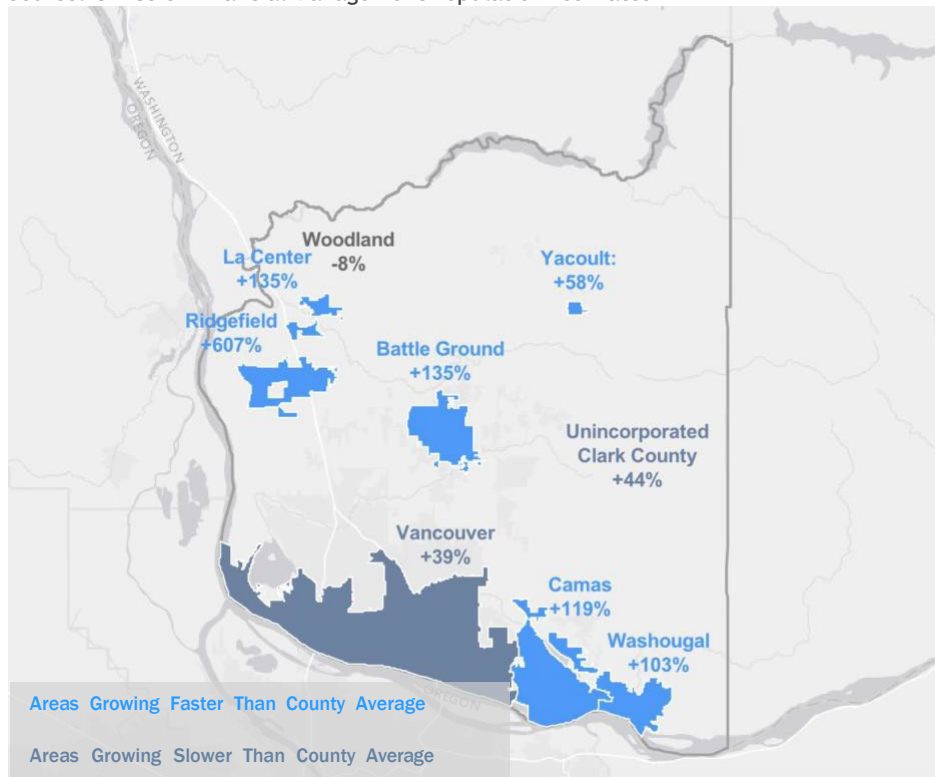 WASHINGTON
OREGON
Woodland
-8%
La Center
+135%
Yacoult:
+58%
Ridgefield
+607%
Battle Ground
+135%
Unincorporated
Clark County
+44%
Vancouver
+39%
Camas
+119%
Washougal
+103%
OREGON
Areas Growing Faster Than County Average
Areas Growing Slower Than County Average